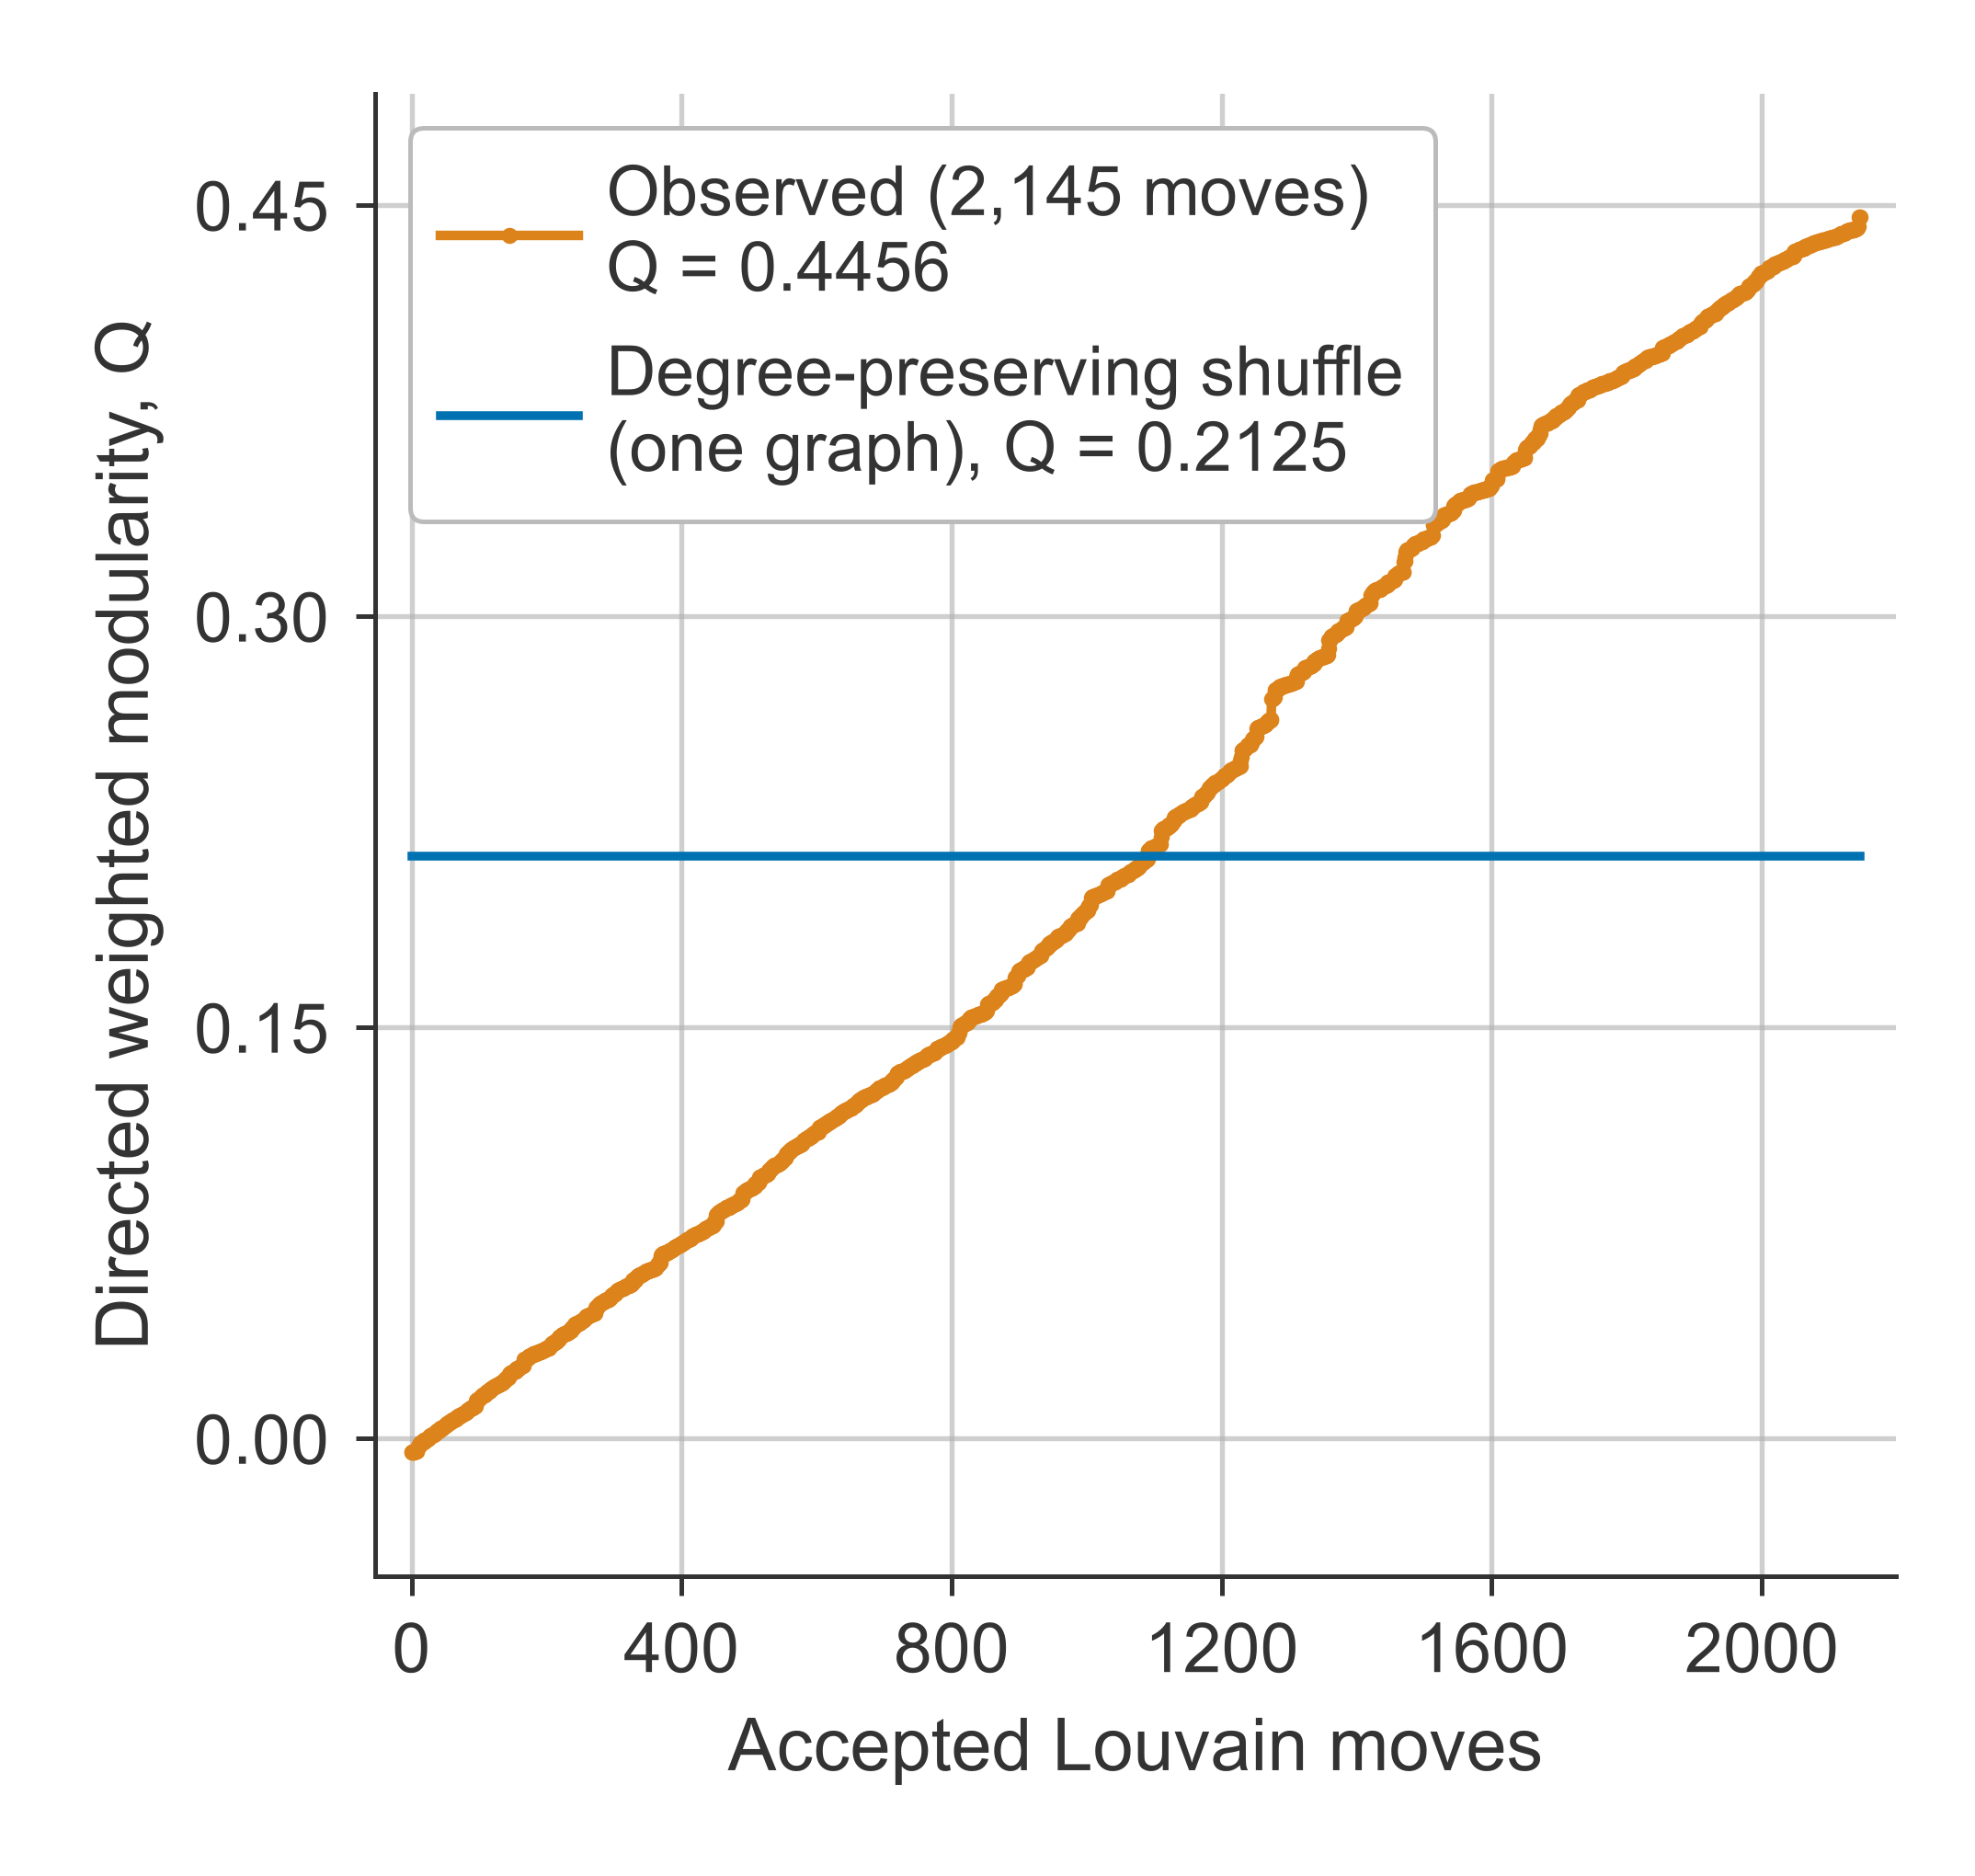 Observed (2,145 moves)
Q = 0.4456
Degree-preserving shuffle
(one graph), Q = 0.2125
Directed weighted modularity, Q
0.45
0.30
0.15
0.00
0 400 800 1200 1600 2000
Accepted Louvain moves